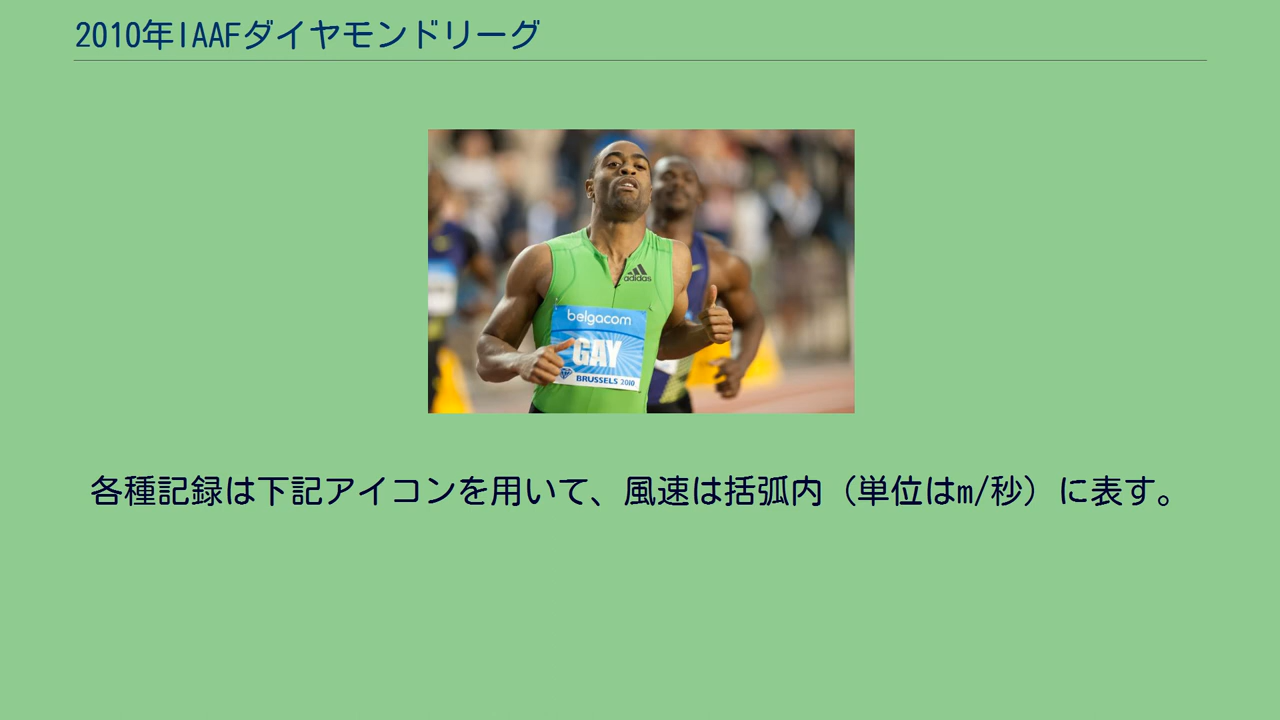 2010年IAAFダイヤモンドリーグ
adidas
belgacom
GAY
BRUSSELS 2010
各種記録は下記アイコンを用いて、風速は括弧内（単位はm/秒）に表す。